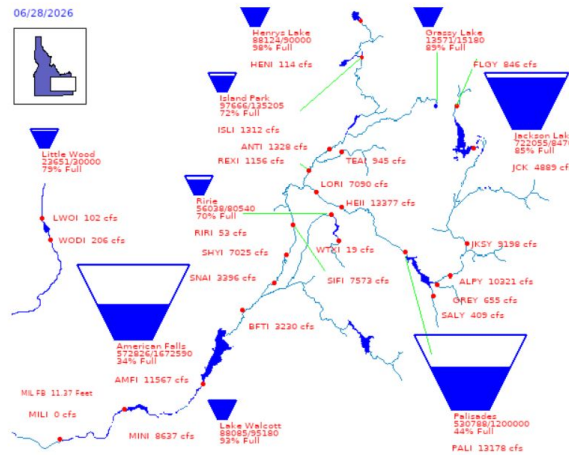 06/28/2026
Henrys Lake
88124/90000
98% Full
HENI 114 cfs
Grassy Lake
13571/15180
89% Full
FLGY 846 cfs
Island Park
97666/135205
72% Full
ISLI 1312 cfs
Jackson Lake
85% Full
JCK 4889 cfs
ANTI 1328 cfs
REXI 1156 cfs
TEAI 945 cfs
Little Wood
23651/30000
79% Full
LORI 7090 cfs
HEII 13377 cfs
Ririe
56038/80540
70% Full
RIRI 53 cfs
LWOI 102 cfs
WODI 206 cfs
SHYI 7025 cfs
WTKI 19 cfs
JKSY 9198 cfs
SNAI 3396 cfs
SIFI 7573 cfs
ALPY 10321 cfs
GREY 655 cfs
SALY 409 cfs
BFTI 3230 cfs
American Falls
572826/1672590
34% Full
AMFI 11567 cfs
MIL FB 11.37 Feet
MILI 0 cfs
MINI 8637 cfs
Lake Walcott
88085/95180
93% Full
Palisades
530788/1200000
44% Full
PALI 13178 cfs